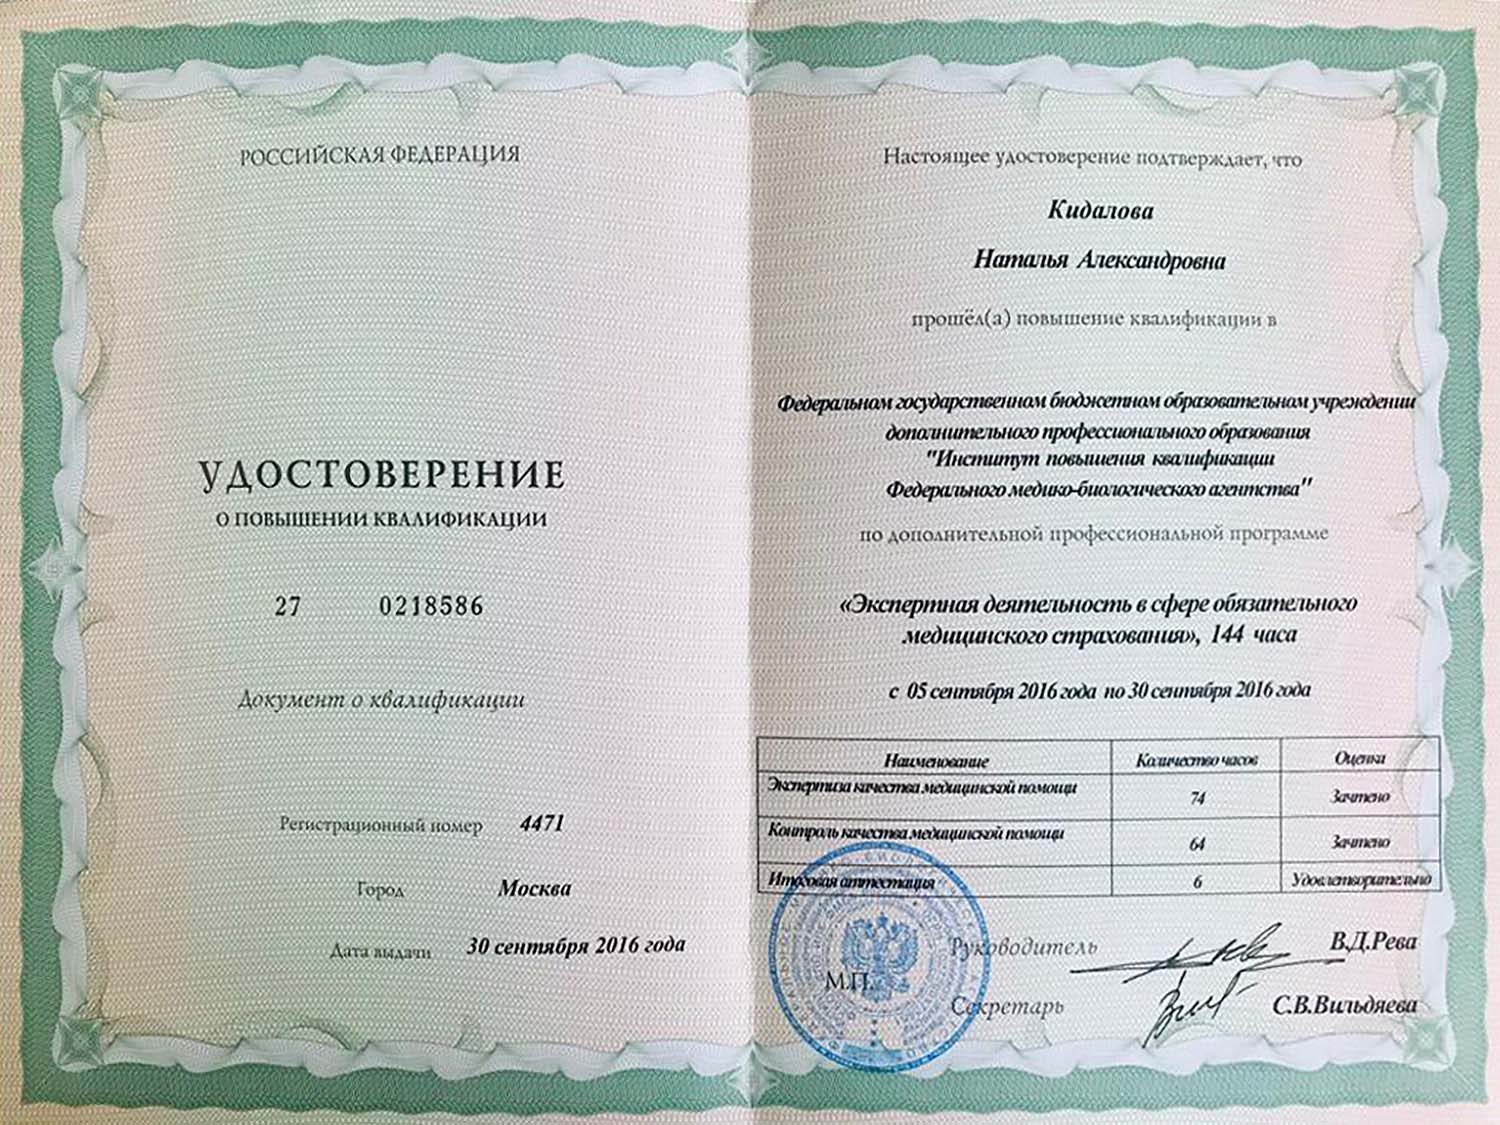 РОССИЙСКАЯ ФЕДЕРАЦИЯ
УДОСТОВЕРЕНИЕ
О ПОВЫШЕНИИ КВАЛИФИКАЦИИ
27 0218586
Документ о квалификации
Регистрационный номер 4471
Город Москва
Дата выдачи 30 сентября 2016 года
Настоящее удостоверение подтверждает, что
Кидалова
Наталья Александровна
прошёл(а) повышение квалификации в
Федеральном государственном бюджетном образовательном учреждении
дополнительного профессионального образования
"Институт повышения квалификации
Федерального медико-биологического агентства"
по дополнительной профессиональной программе
«Экспертная деятельность в сфере обязательного
медицинского страхования», 144 часа
с 05 сентября 2016 года по 30 сентября 2016 года
Наименование Количество часов Оценка
Экспертиза качества медицинской помощи 74 Зачтено
Контроль качества медицинской помощи 64 Зачтено
Итоговая аттестация 6 Удовлетворительно
Руководитель В.Д.Рева
М.П.
Секретарь С.В.Вильдяева